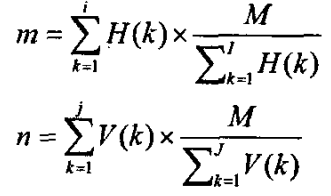 m = \sum_{k=1}^{i} H(k) \times \frac{M}{\sum_{k=1}^{I} H(k)}
n = \sum_{k=1}^{j} V(k) \times \frac{M}{\sum_{k=1}^{J} V(k)}